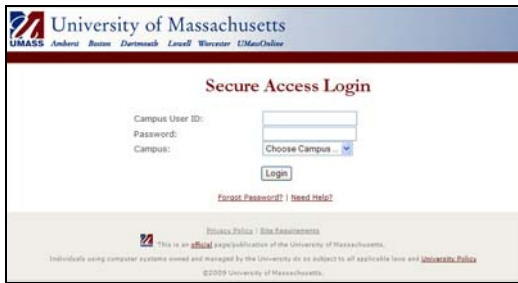 University of Massachusetts
UMASS Amherst Boston Dartmouth Lowell Worcester UMassOnline
Secure Access Login
Campus User ID:
Password:
Campus: Choose Campus ..
Login
Forgot Password? | Need Help?
Privacy Policy | Site Requirements
This is an official page/publication of the University of Massachusetts.
Individuals using computer systems owned and managed by the University do so subject to all applicable laws and University Policy
©2009 University of Massachusetts.